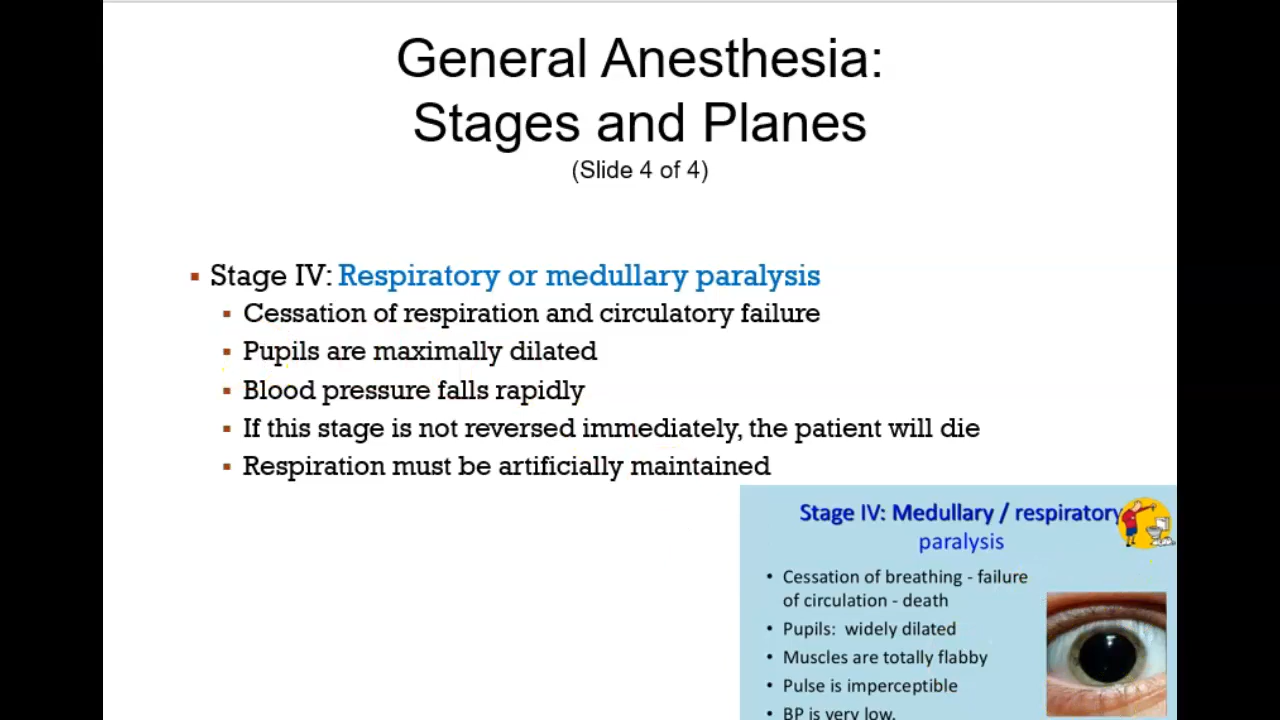 General Anesthesia:
Stages and Planes
(Slide 4 of 4)
▪ Stage IV: Respiratory or medullary paralysis
▪ Cessation of respiration and circulatory failure
▪ Pupils are maximally dilated
▪ Blood pressure falls rapidly
▪ If this stage is not reversed immediately, the patient will die
▪ Respiration must be artificially maintained
Stage IV: Medullary / respiratory
paralysis
• Cessation of breathing - failure
of circulation - death
• Pupils: widely dilated
• Muscles are totally flabby
• Pulse is imperceptible
• BP is very low.